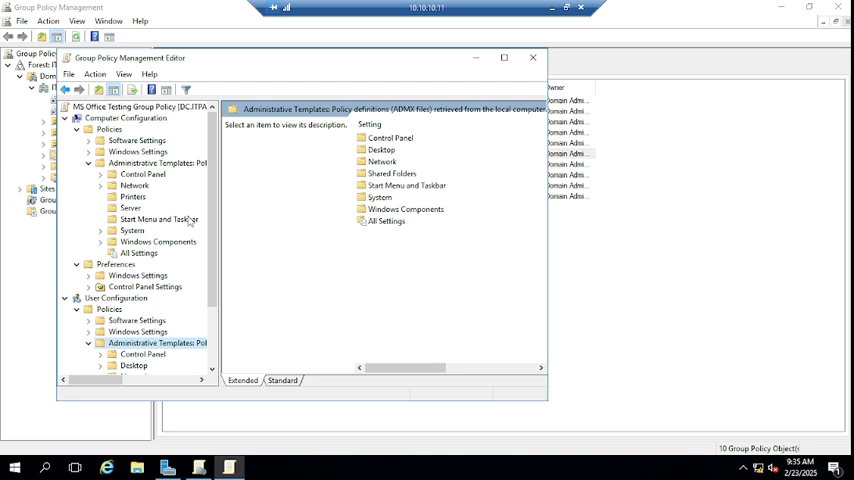 Group Policy Management
10.10.10.11
File Action View Window Help
Group Polic
Forest: IT
Dom
Sites
Grou
Grou
Group Policy Management Editor
File Action View Help
MS Office Testing Group Policy [DC.ITPA
Computer Configuration
Policies
Software Settings
Windows Settings
Administrative Templates: Pol
Control Panel
Network
Printers
Server
Start Menu and Taskbar
System
Windows Components
All Settings
Preferences
Windows Settings
Control Panel Settings
User Configuration
Policies
Software Settings
Windows Settings
Administrative Templates: Pol
Control Panel
Desktop
Administrative Templates: Policy definitions (ADMX files) retrieved from the local computer
Select an item to view its description.
Setting
Control Panel
Desktop
Network
Shared Folders
Start Menu and Taskbar
System
Windows Components
All Settings
Extended Standard
Owner
Domain Admi...
Domain Admi...
Domain Admi...
Domain Admi...
Domain Admi...
Domain Admi...
Domain Admi...
Domain Admi...
Domain Admi...
Domain Admi...
10 Group Policy Object(s
9:35 AM
2/23/2025